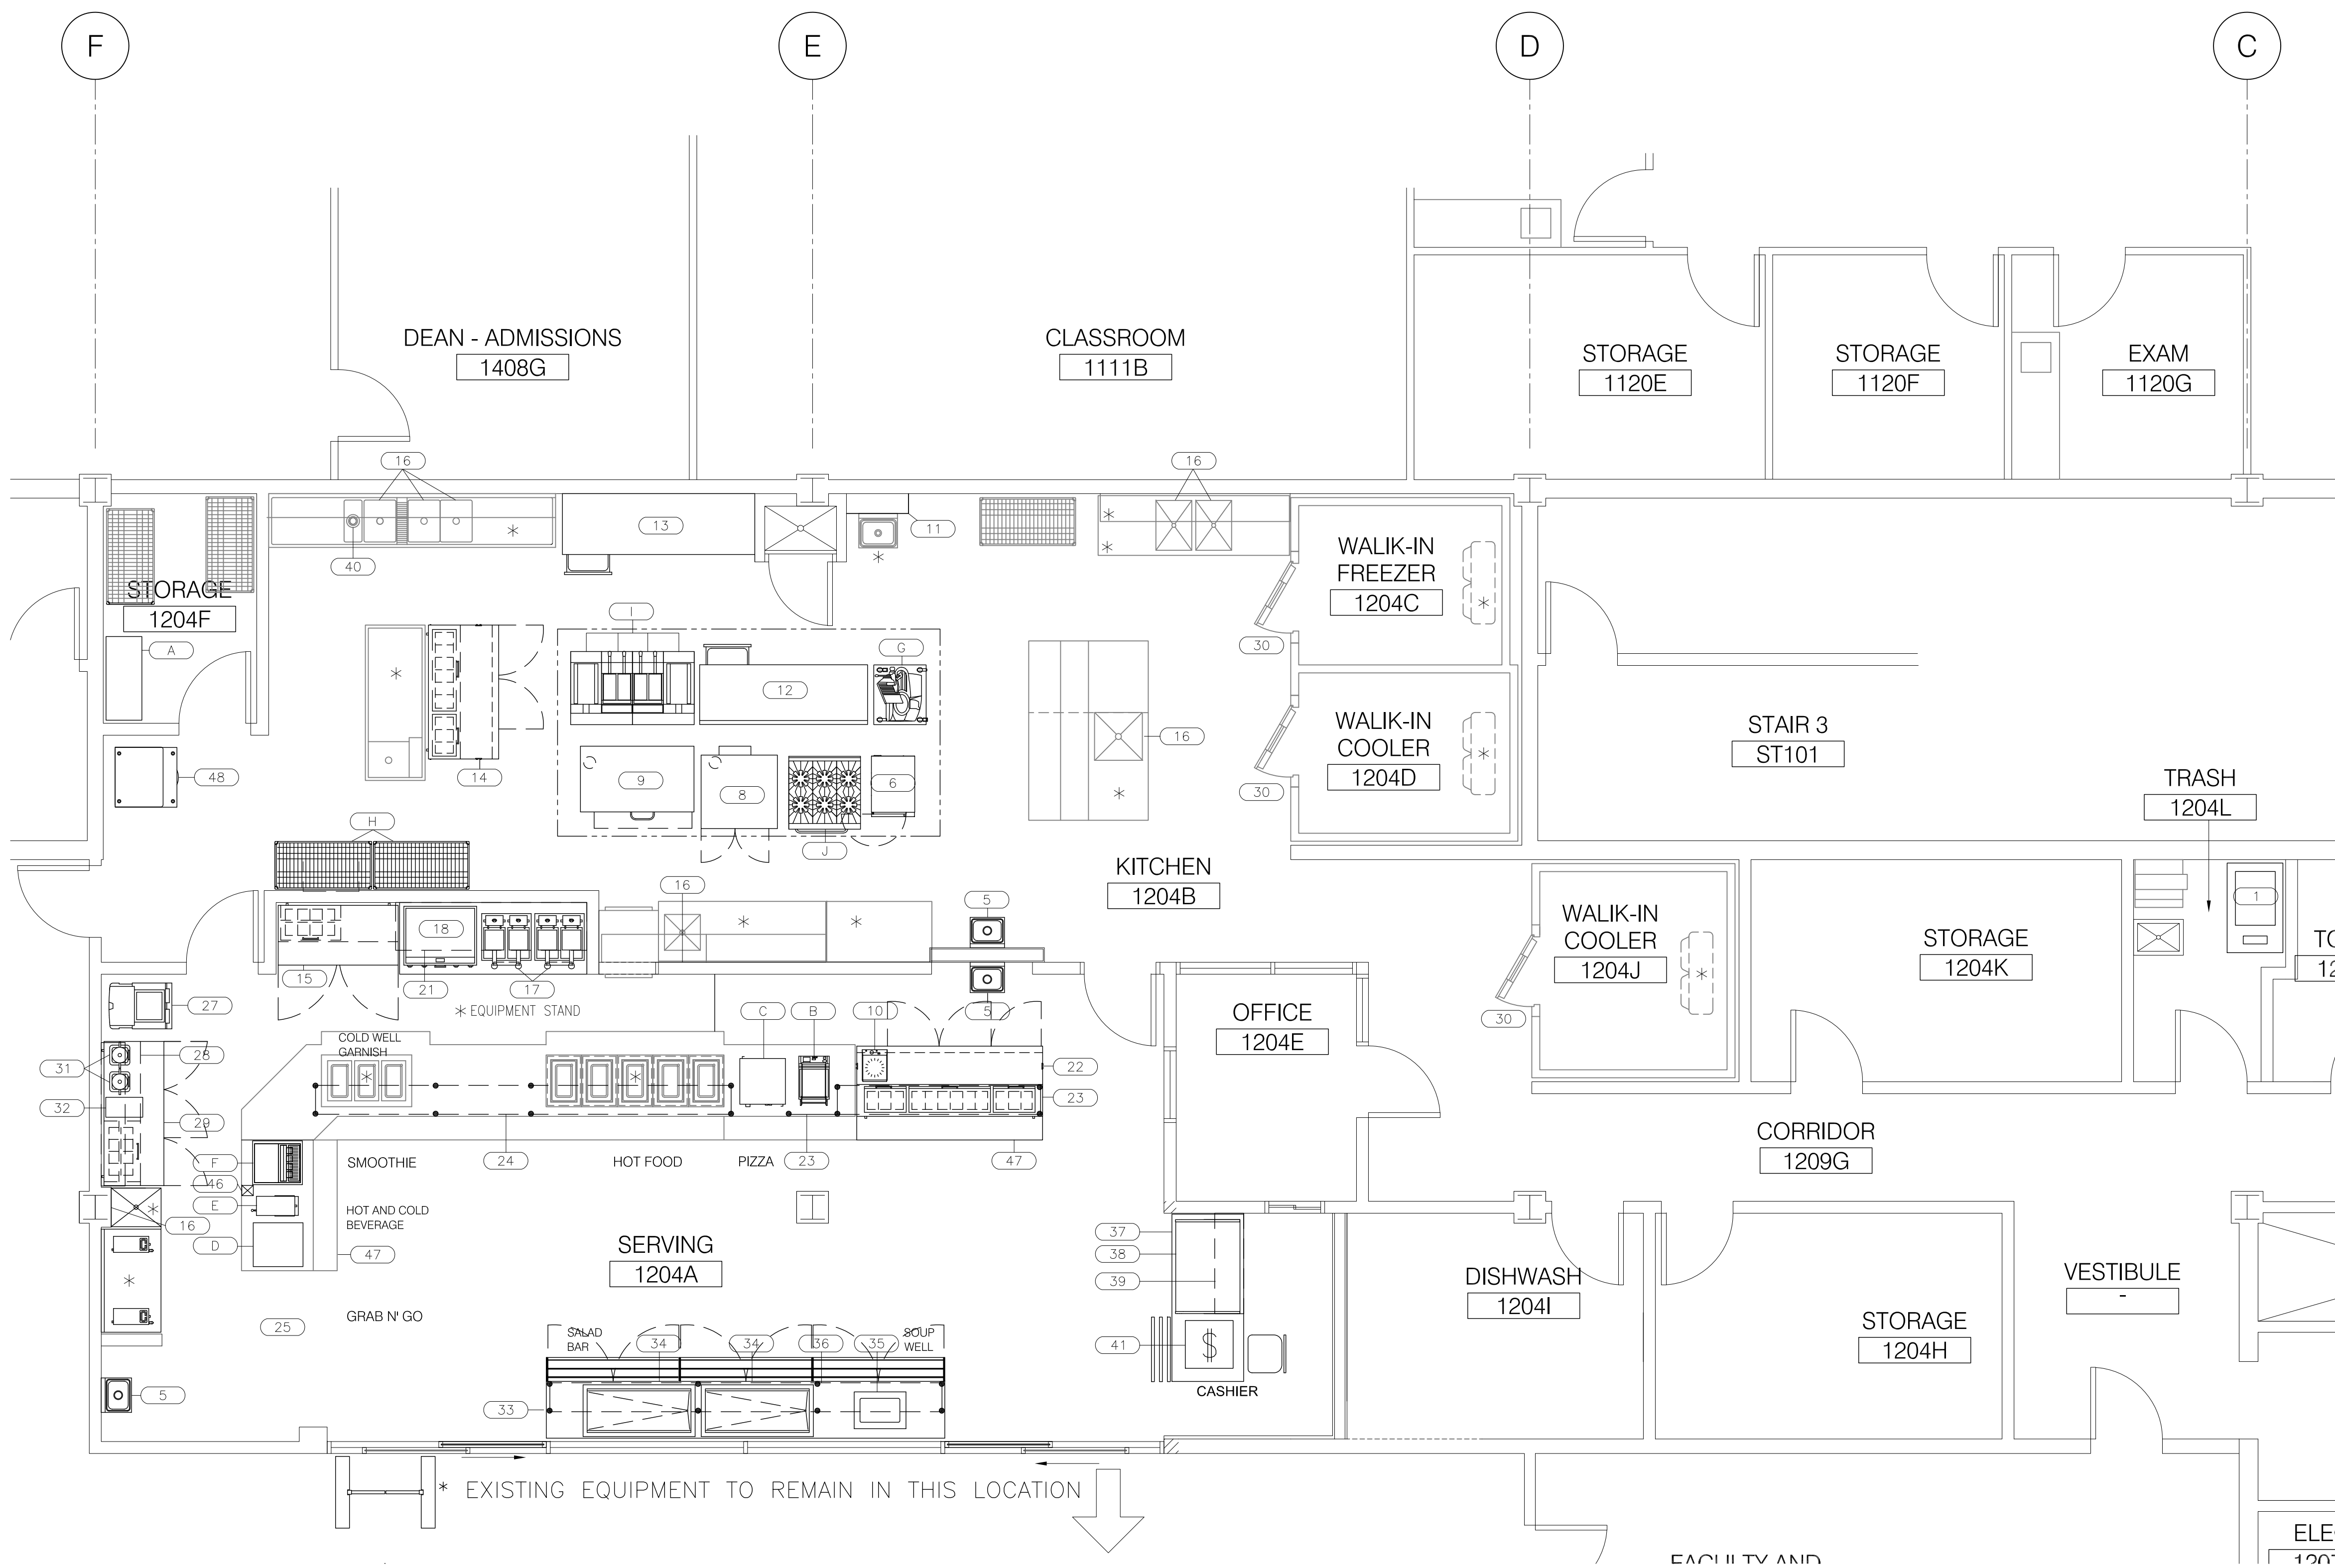 F
E
D
C
DEAN - ADMISSIONS
1408G
CLASSROOM
1111B
STORAGE
1120E
STORAGE
1120F
EXAM
1120G
16
16
13
11
40
STORAGE
1204F
A
WALIK-IN
FREEZER
1204C
30
I
G
12
16
14
48
9
8
6
J
H
WALIK-IN
COOLER
1204D
30
STAIR 3
ST101
TRASH
1204L
1
KITCHEN
1204B
16
5
18
15
21
17
5
* EQUIPMENT STAND
WALIK-IN
COOLER
1204J
30
STORAGE
1204K
27
C
B
10
5
OFFICE
1204E
COLD WELL
GARNISH
28
31
32
29
22
23
F
SMOOTHIE
24
HOT FOOD
PIZZA
23
47
CORRIDOR
1209G
46
E
16
HOT AND COLD
BEVERAGE
D
47
SERVING
1204A
37
38
39
DISHWASH
1204I
STORAGE
1204H
VESTIBULE
-
25
GRAB N' GO
SALAD
BAR
34
34
36
35
SOUP
WELL
41
$
CASHIER
5
33
* EXISTING EQUIPMENT TO REMAIN IN THIS LOCATION